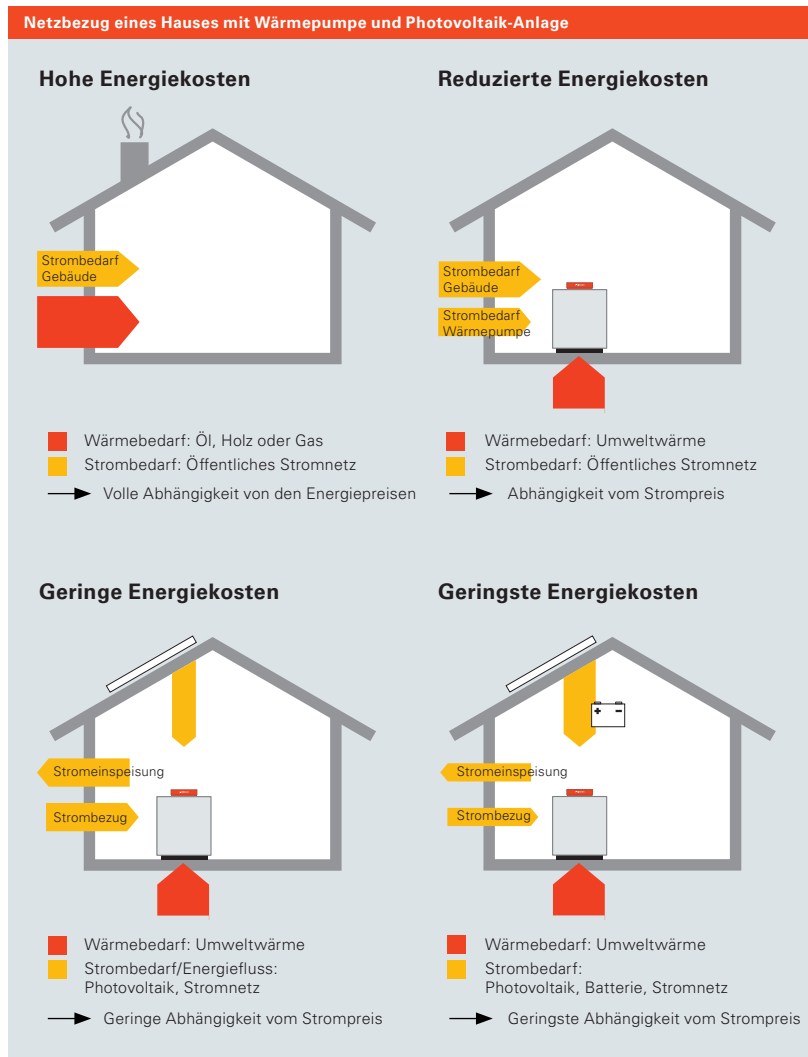 Netzbezug eines Hauses mit Wärmepumpe und Photovoltaik-Anlage
Hohe Energiekosten
Strombedarf
Gebäude
Wärmebedarf: Öl, Holz oder Gas
Strombedarf: Öffentliches Stromnetz
Volle Abhängigkeit von den Energiepreisen
Reduzierte Energiekosten
Strombedarf
Gebäude
Strombedarf
Wärmepumpe
Wärmebedarf: Umweltwärme
Strombedarf: Öffentliches Stromnetz
Abhängigkeit vom Strompreis
Geringe Energiekosten
Stromeinspeisung
Strombezug
Wärmebedarf: Umweltwärme
Strombedarf/Energiefluss:
Photovoltaik, Stromnetz
Geringe Abhängigkeit vom Strompreis
Geringste Energiekosten
+ -
Stromeinspeisung
Strombezug
Wärmebedarf: Umweltwärme
Strombedarf:
Photovoltaik, Batterie, Stromnetz
Geringste Abhängigkeit vom Strompreis